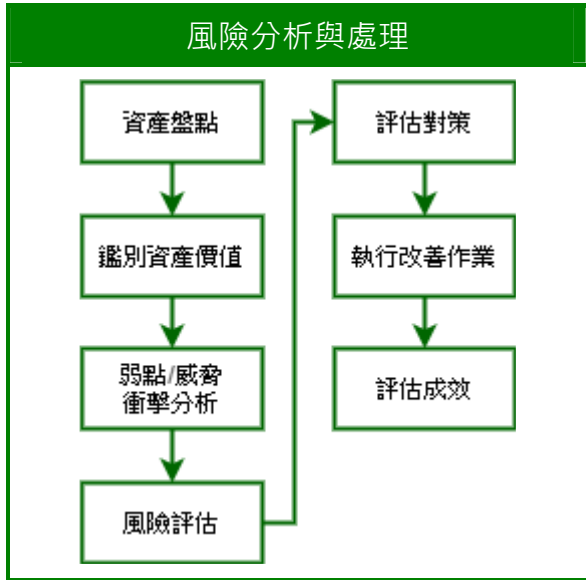 風險分析與處理
資產盤點
鑑別資產價值
弱點/威脅
衝擊分析
風險評估
評估對策
執行改善作業
評估成效